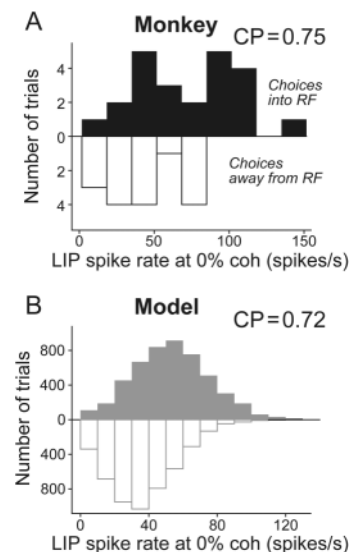 A
Monkey
CP=0.75
4
2
0
2
4
Number of trials
Choices
into RF
Choices
away from RF
0
50
100
150
LIP spike rate at 0% coh (spikes/s)
B
Model
CP=0.72
800
400
0
400
800
Number of trials
0
40
80
120
LIP spike rate at 0% coh (spikes/s)